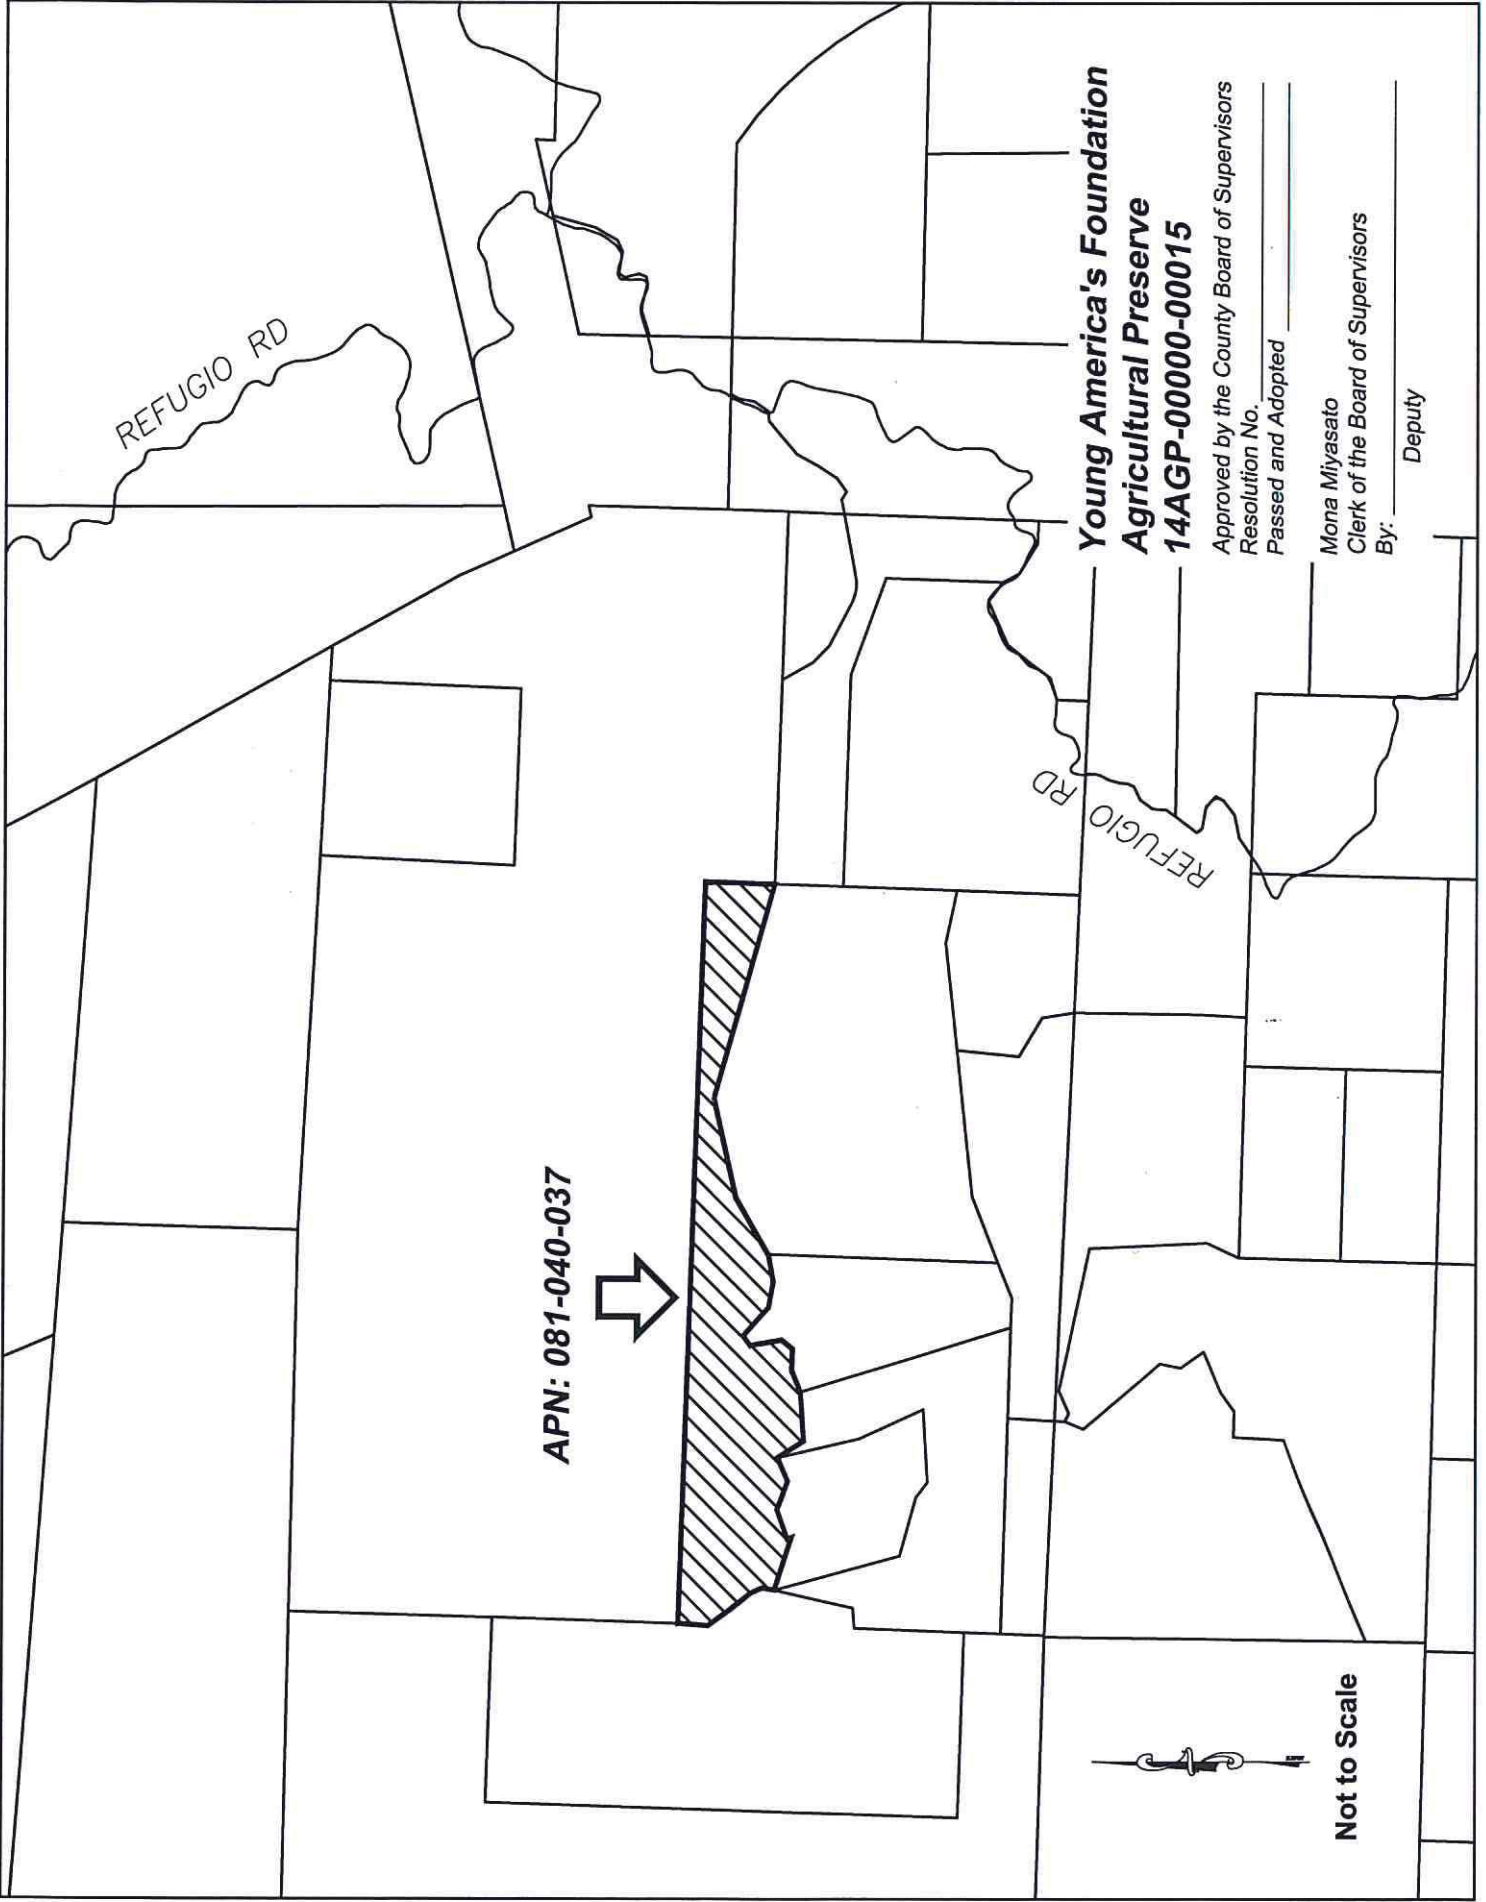 REFUGIO RD
APN: 081-040-037
REFUGIO RD
Young America's Foundation
Agricultural Preserve
14AGP-00000-00015
Approved by the County Board of Supervisors
Resolution No.
Passed and Adopted
Mona Miyasato
Clerk of the Board of Supervisors
By:
Deputy
Not to Scale